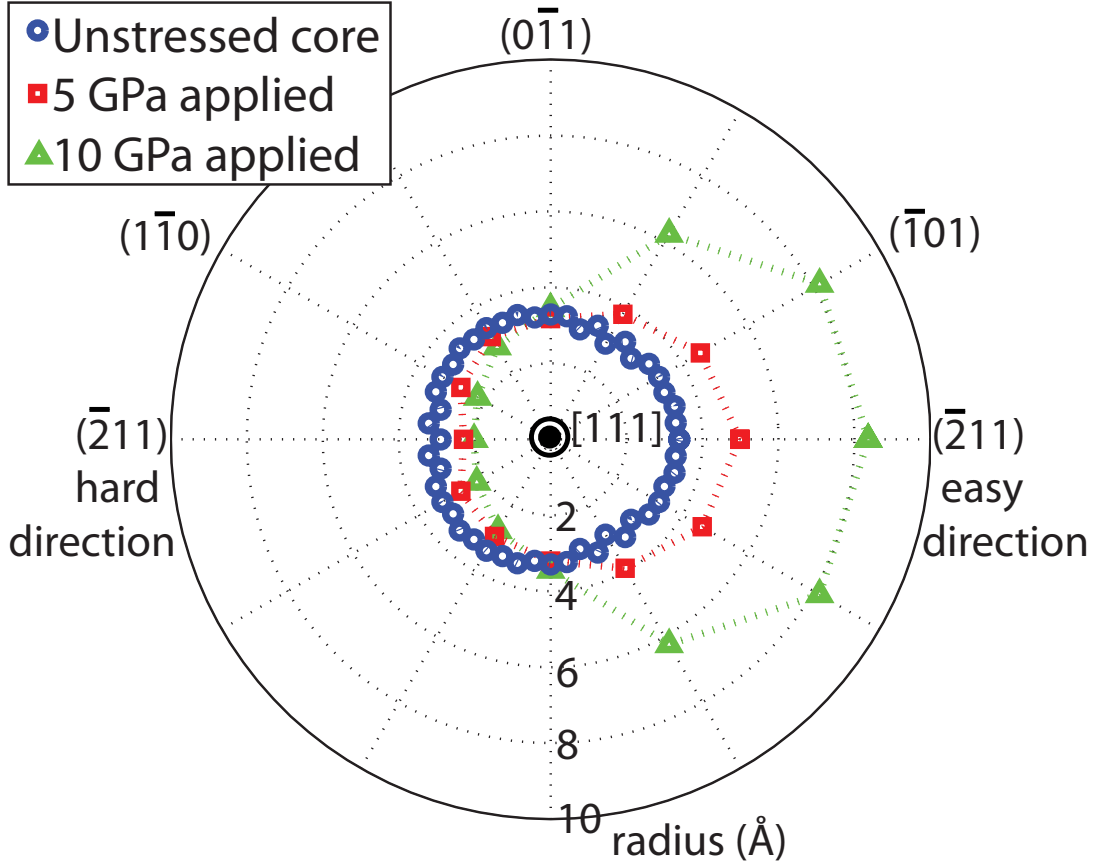 Unstressed core
5 GPa applied
10 GPa applied
(01̅1)
(11̅0)
(1̅01)
(2̅11)
hard
direction
[111]
(2̅11)
easy
direction
2
4
6
8
10
radius (Å)